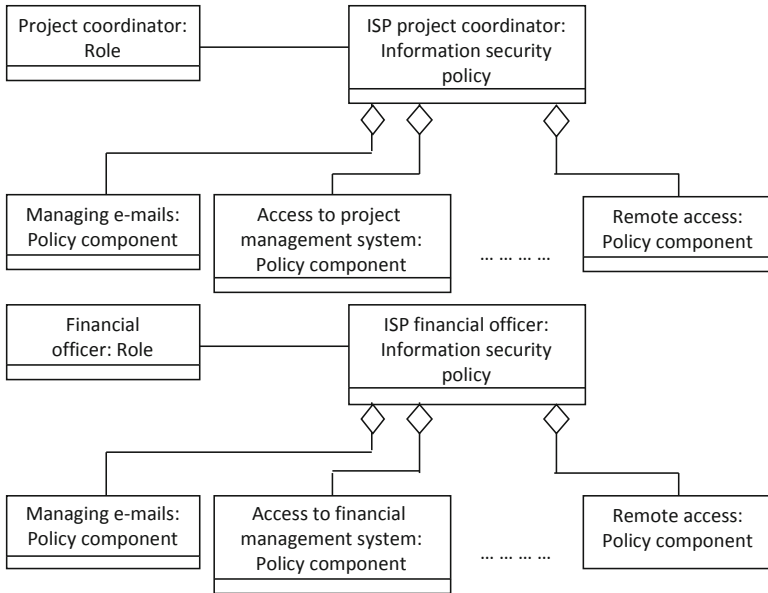 Project coordinator:
Role
ISP project coordinator:
Information security
policy
Managing e-mails:
Policy component
Access to project
management system:
Policy component
... ... ... ...
Remote access:
Policy component
Financial
officer: Role
ISP financial officer:
Information security
policy
Managing e-mails:
Policy component
Access to financial
management system:
Policy component
... ... ... ...
Remote access:
Policy component